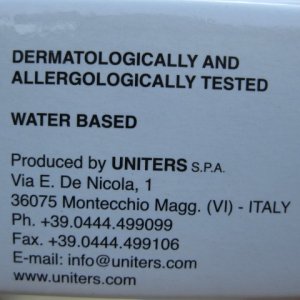 DERMATOLOGICALLY AND
ALLERGOLOGICALLY TESTED
WATER BASED
Produced by UNITERS S.P.A.
Via E. De Nicola, 1
36075 Montecchio Magg. (VI) - ITALY
Ph. +39.0444.499099
Fax. +39.0444.499106
E-mail: info@uniters.com
www.uniters.com